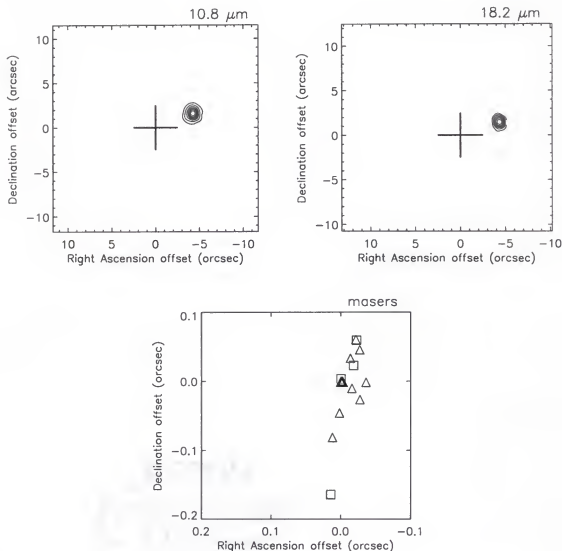 10.8 μm
18.2 μm
Declination offset (arcsec)
10
5
0
−5
−10
10 5 0 −5 −10
Right Ascension offset (arcsec)
Declination offset (arcsec)
10
5
0
−5
−10
10 5 0 −5 −10
Right Ascension offset (arcsec)
masers
Declination offset (arcsec)
0.1
0.0
−0.1
−0.2
0.2 0.1 0.0 −0.1
Right Ascension offset (arcsec)